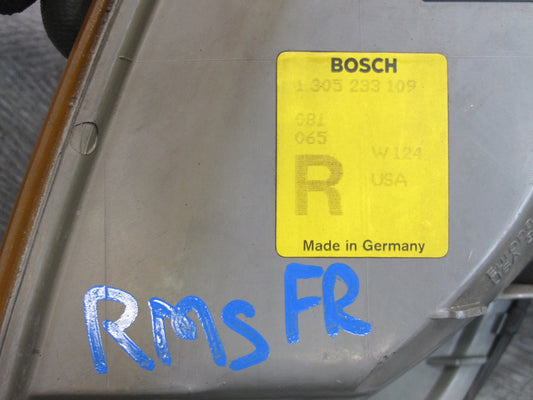 BOSCH
1 305 233 109
081
065
W 124
R
USA
Made in Germany
RMS FR